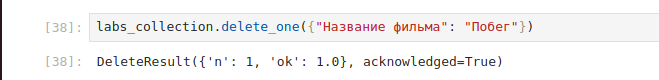 [38]: labs_collection.delete_one({"Название фильма": "Побег"})
[38]: DeleteResult({'n': 1, 'ok': 1.0}, acknowledged=True)